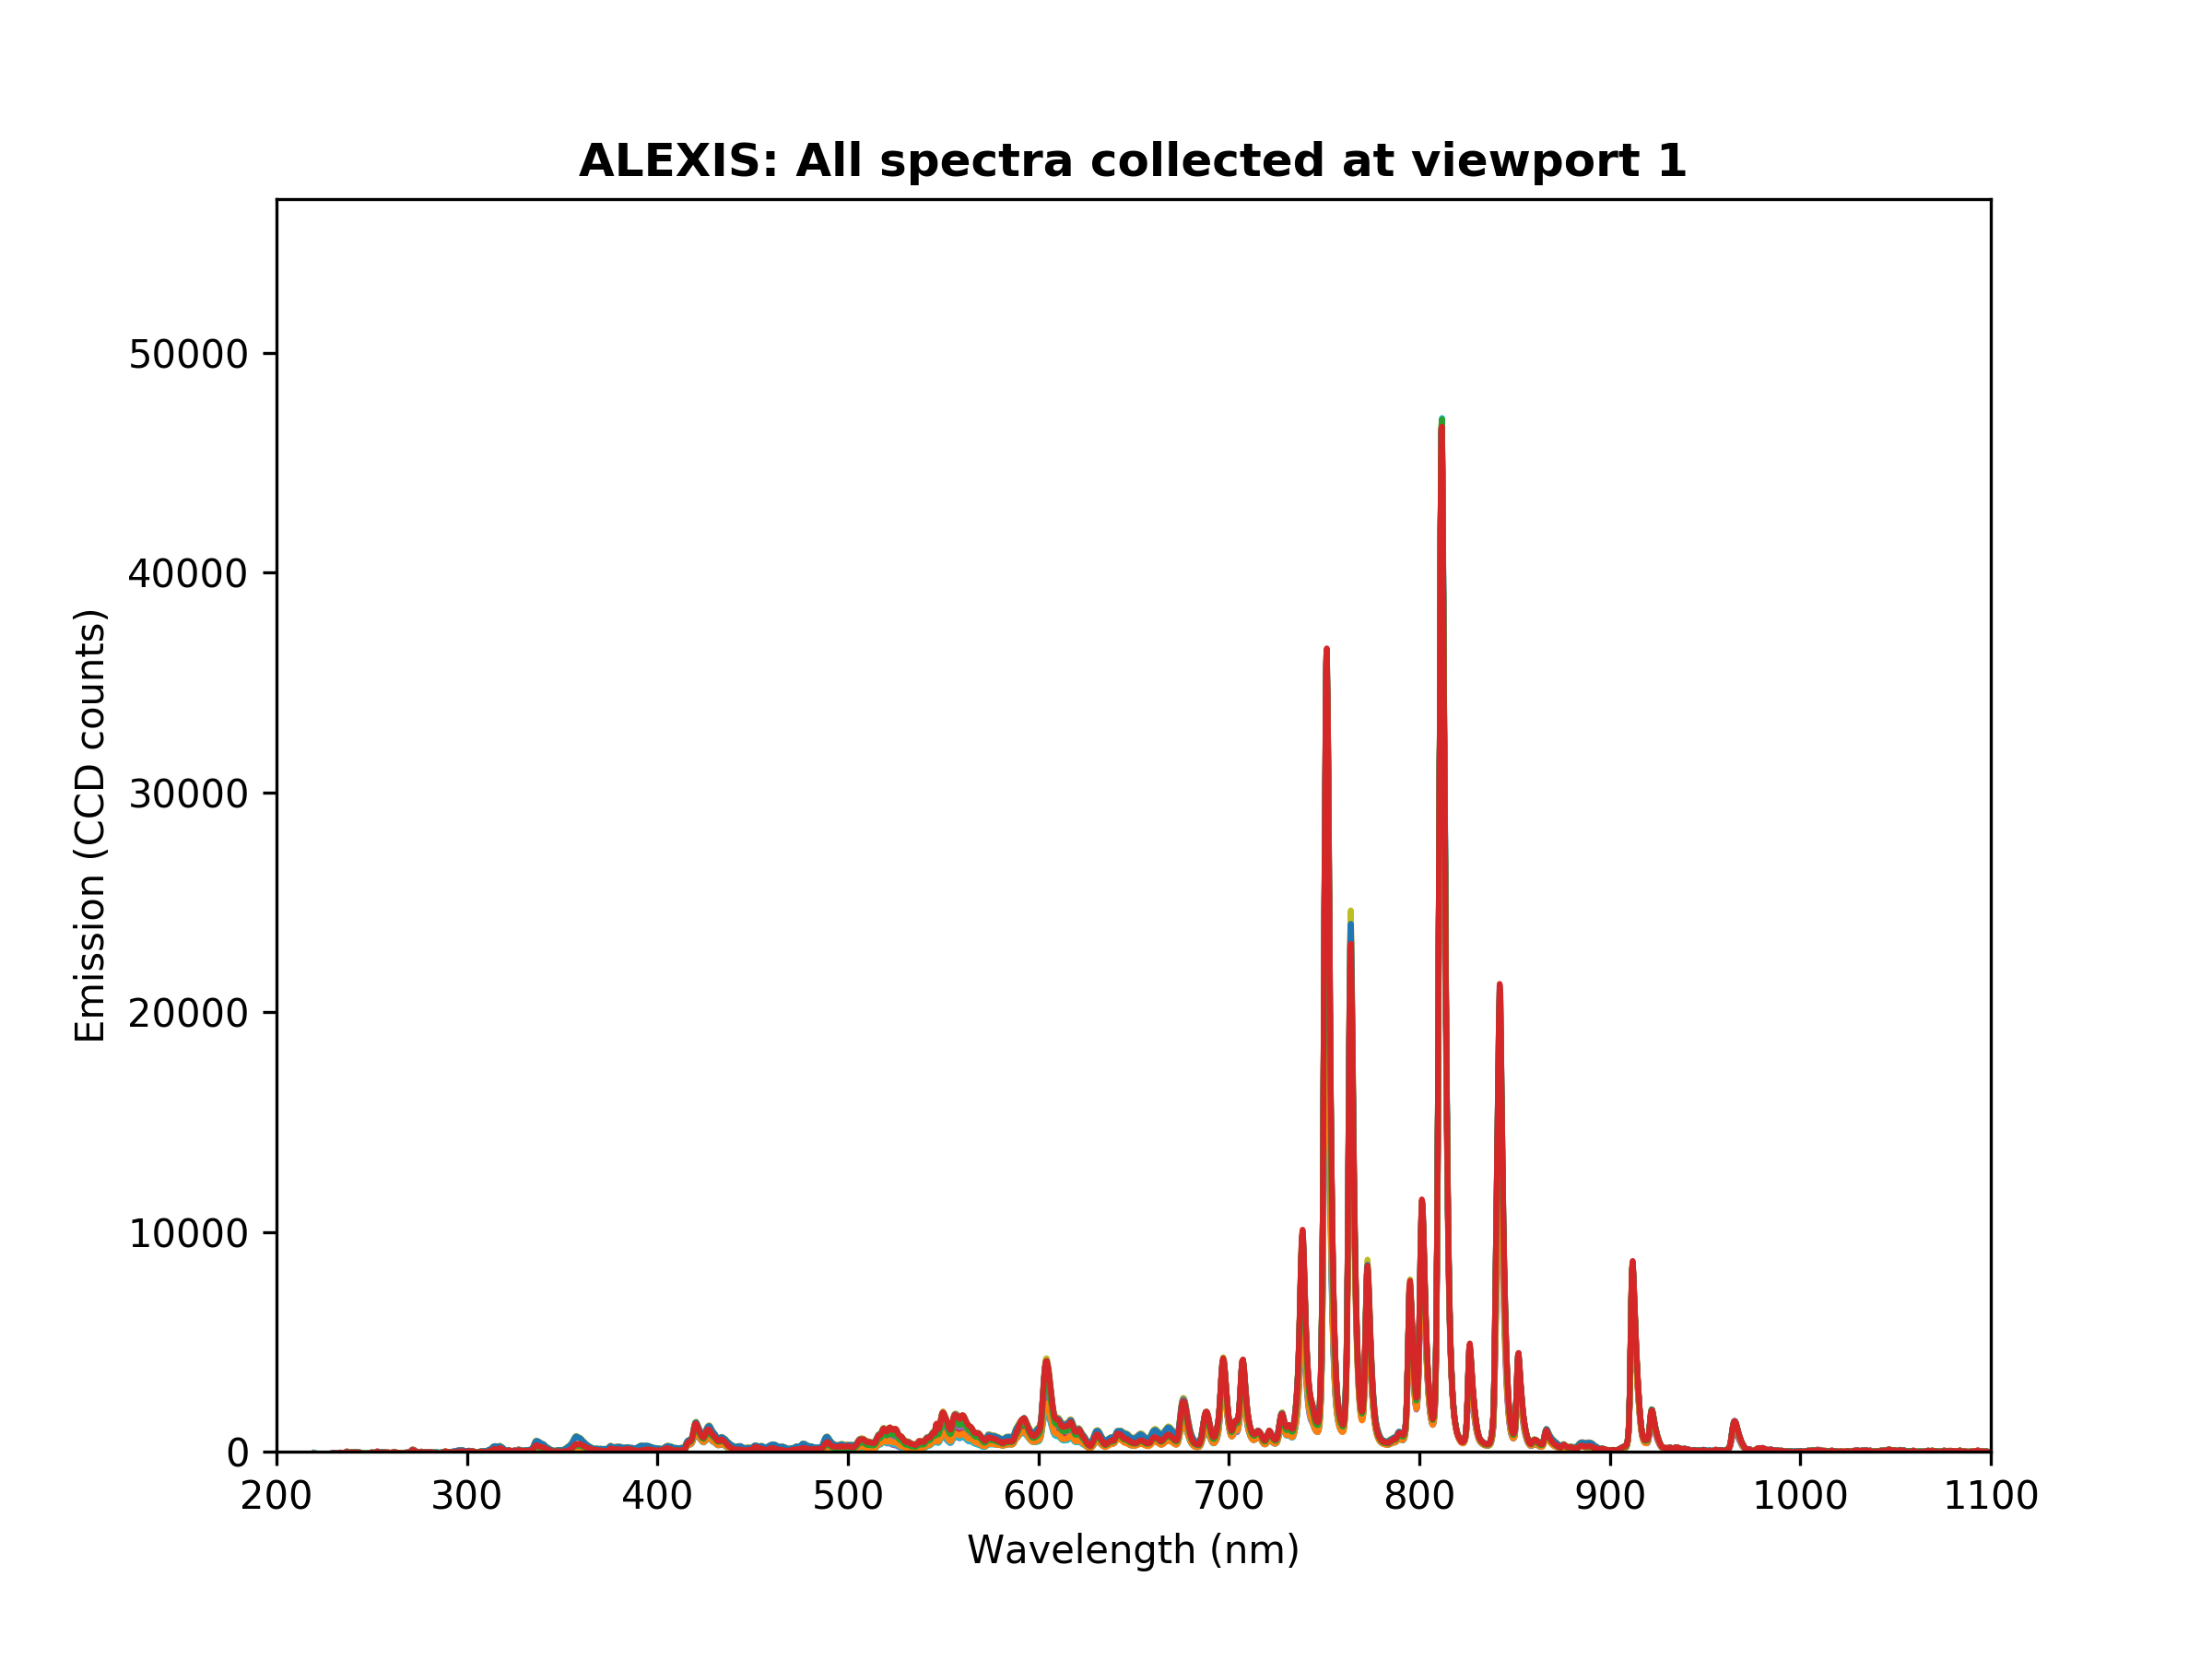 ALEXIS: All spectra collected at viewport 1
Emission (CCD counts)
50000
40000
30000
20000
10000
0
200 300 400 500 600 700 800 900 1000 1100
Wavelength (nm)